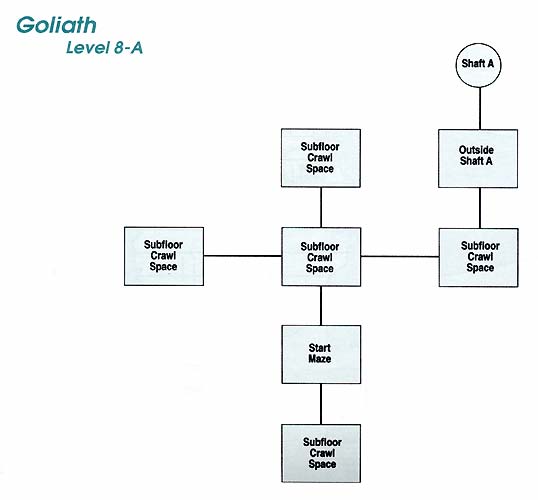 Goliath
Level 8-A
Shaft A
Subfloor
Crawl
Space
Outside
Shaft A
Subfloor
Crawl
Space
Subfloor
Crawl
Space
Subfloor
Crawl
Space
Start
Maze
Subfloor
Crawl
Space